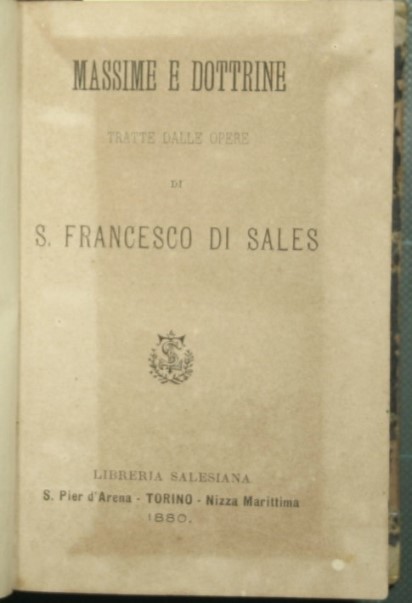 MASSIME E DOTTRINE
TRATTE DALLE OPERE
DI
S. FRANCESCO DI SALES
LIBRERIA SALESIANA
S. Pier d'Arena - TORINO - Nizza Marittima
1880.